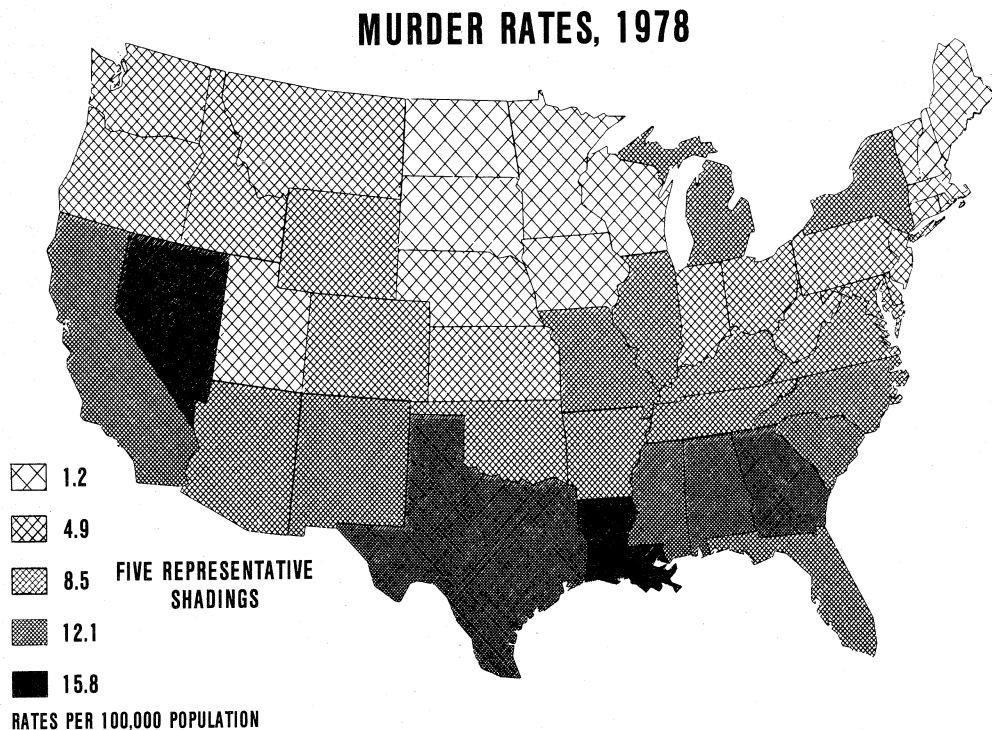 MURDER RATES, 1978
1.2
4.9
8.5
FIVE REPRESENTATIVE
SHADINGS
12.1
15.8
RATES PER 100,000 POPULATION